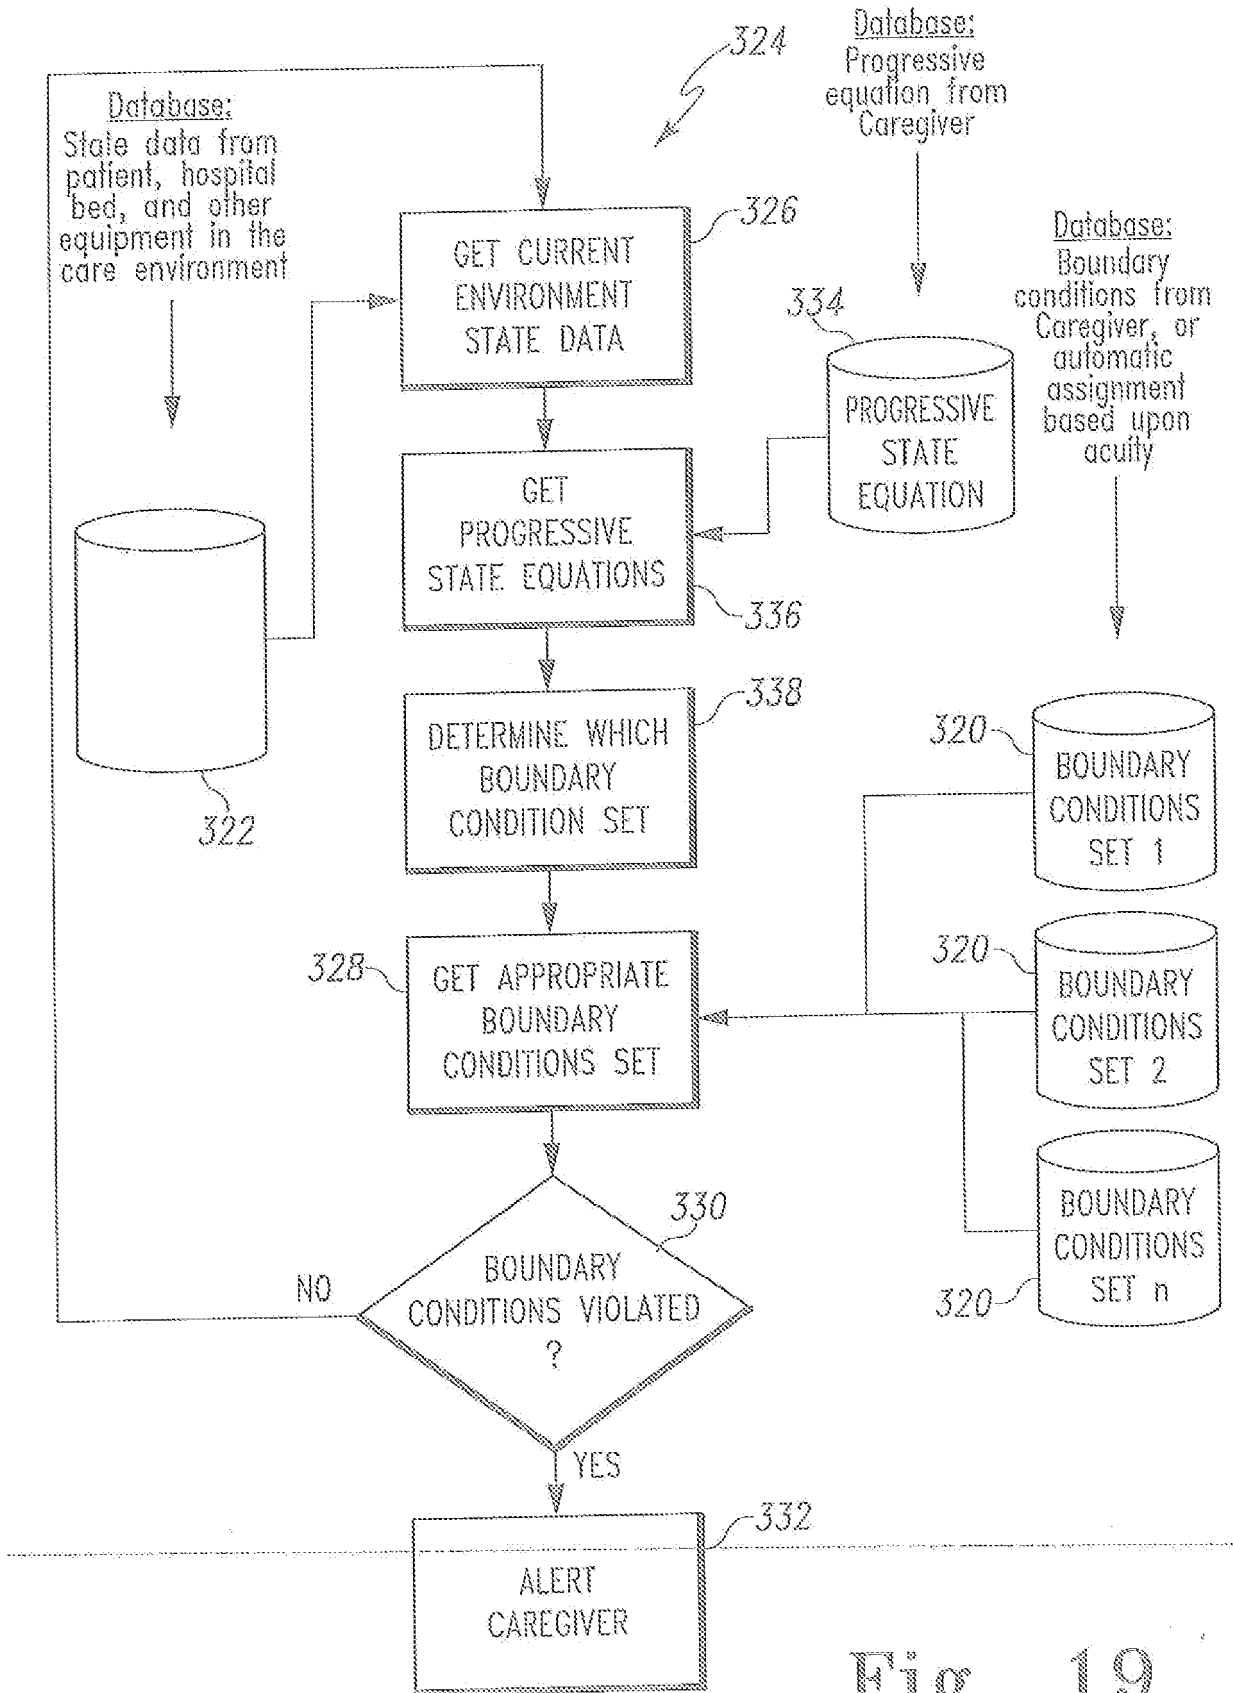 324
Database:
Progressive
equation from
Caregiver
Database:
State data from
patient, hospital
bed, and other
equipment in the
care environment
326
GET CURRENT
ENVIRONMENT
STATE DATA
Database:
Boundary
conditions from
Caregiver, or
automatic
assignment
based upon
acuity
334
PROGRESSIVE
STATE
EQUATION
GET
PROGRESSIVE
STATE EQUATIONS
336
322
338
DETERMINE WHICH
BOUNDARY
CONDITION SET
320
BOUNDARY
CONDITIONS
SET 1
328
GET APPROPRIATE
BOUNDARY
CONDITIONS SET
320
BOUNDARY
CONDITIONS
SET 2
330
BOUNDARY
CONDITIONS VIOLATED
?
NO
320
BOUNDARY
CONDITIONS
SET n
YES
332
ALERT
CAREGIVER
Fig. 19